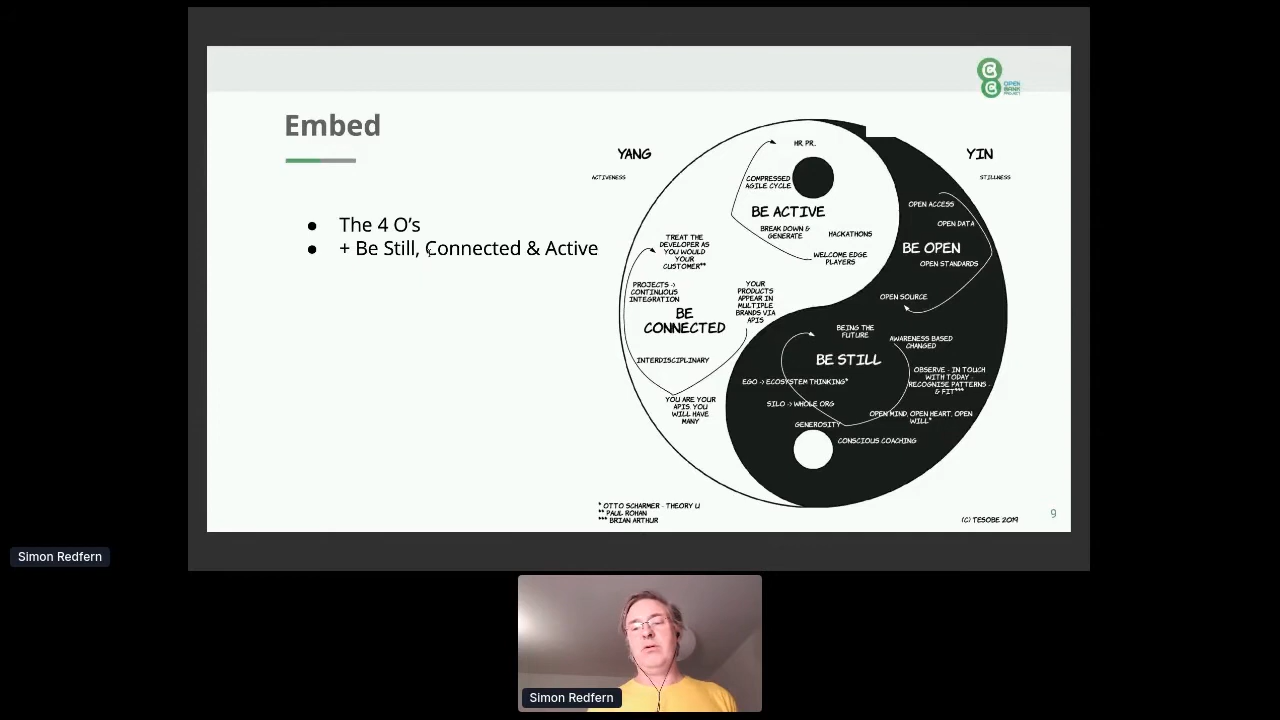 OPEN
BANK
PROJECT
Embed
● The 4 O's
● + Be Still, Connected & Active
YANG
ACTIVENESS
YIN
STILLNESS
HR PR.
COMPRESSED
AGILE CYCLE
BE ACTIVE
BREAK DOWN &
GENERATE
HACKATHONS
WELCOME EDGE
PLAYERS
TREAT THE
DEVELOPER AS
YOU WOULD
YOUR
CUSTOMER**
PROJECTS ->
CONTINUOUS
INTEGRATION
YOUR
PRODUCTS
APPEAR IN
MULTIPLE
BRANDS VIA
APIS
BE
CONNECTED
INTERDISCIPLINARY
YOU ARE YOUR
APIS. YOU
WILL HAVE
MANY
OPEN ACCESS
OPEN DATA
BE OPEN
OPEN STANDARDS
OPEN SOURCE
BEING THE
FUTURE
AWARENESS BASED
CHANGED
BE STILL
OBSERVE - IN TOUCH
WITH TODAY -
RECOGNISE PATTERNS -
& FIT***
EGO -> ECOSYSTEM THINKING*
SILO -> WHOLE ORG
OPEN MIND, OPEN HEART, OPEN
WILL*
GENEROSITY
CONSCIOUS COACHING
* OTTO SCHARMER - THEORY U
** PAUL ROHAN
*** BRIAN ARTHUR
(C) TESOBE 2019
9
Simon Redfern
Simon Redfern